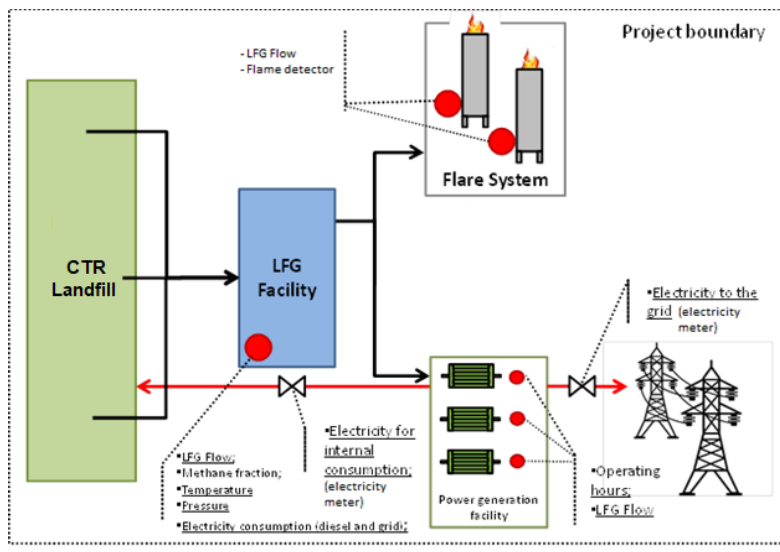 Project boundary
- LFG Flow
- Flame detector
Flare System
CTR
Landfill
LFG
Facility
▪Electricity to the
grid (electricity
meter)
▪LFG Flow;
▪Methane fraction;
▪Temperature
▪Pressure
▪Electricity consumption (diesel and grid);
▪Electricity for
internal
consumption;
(electricity
meter)
Power generation
facility
▪Operating
hours;
▪LFG Flow